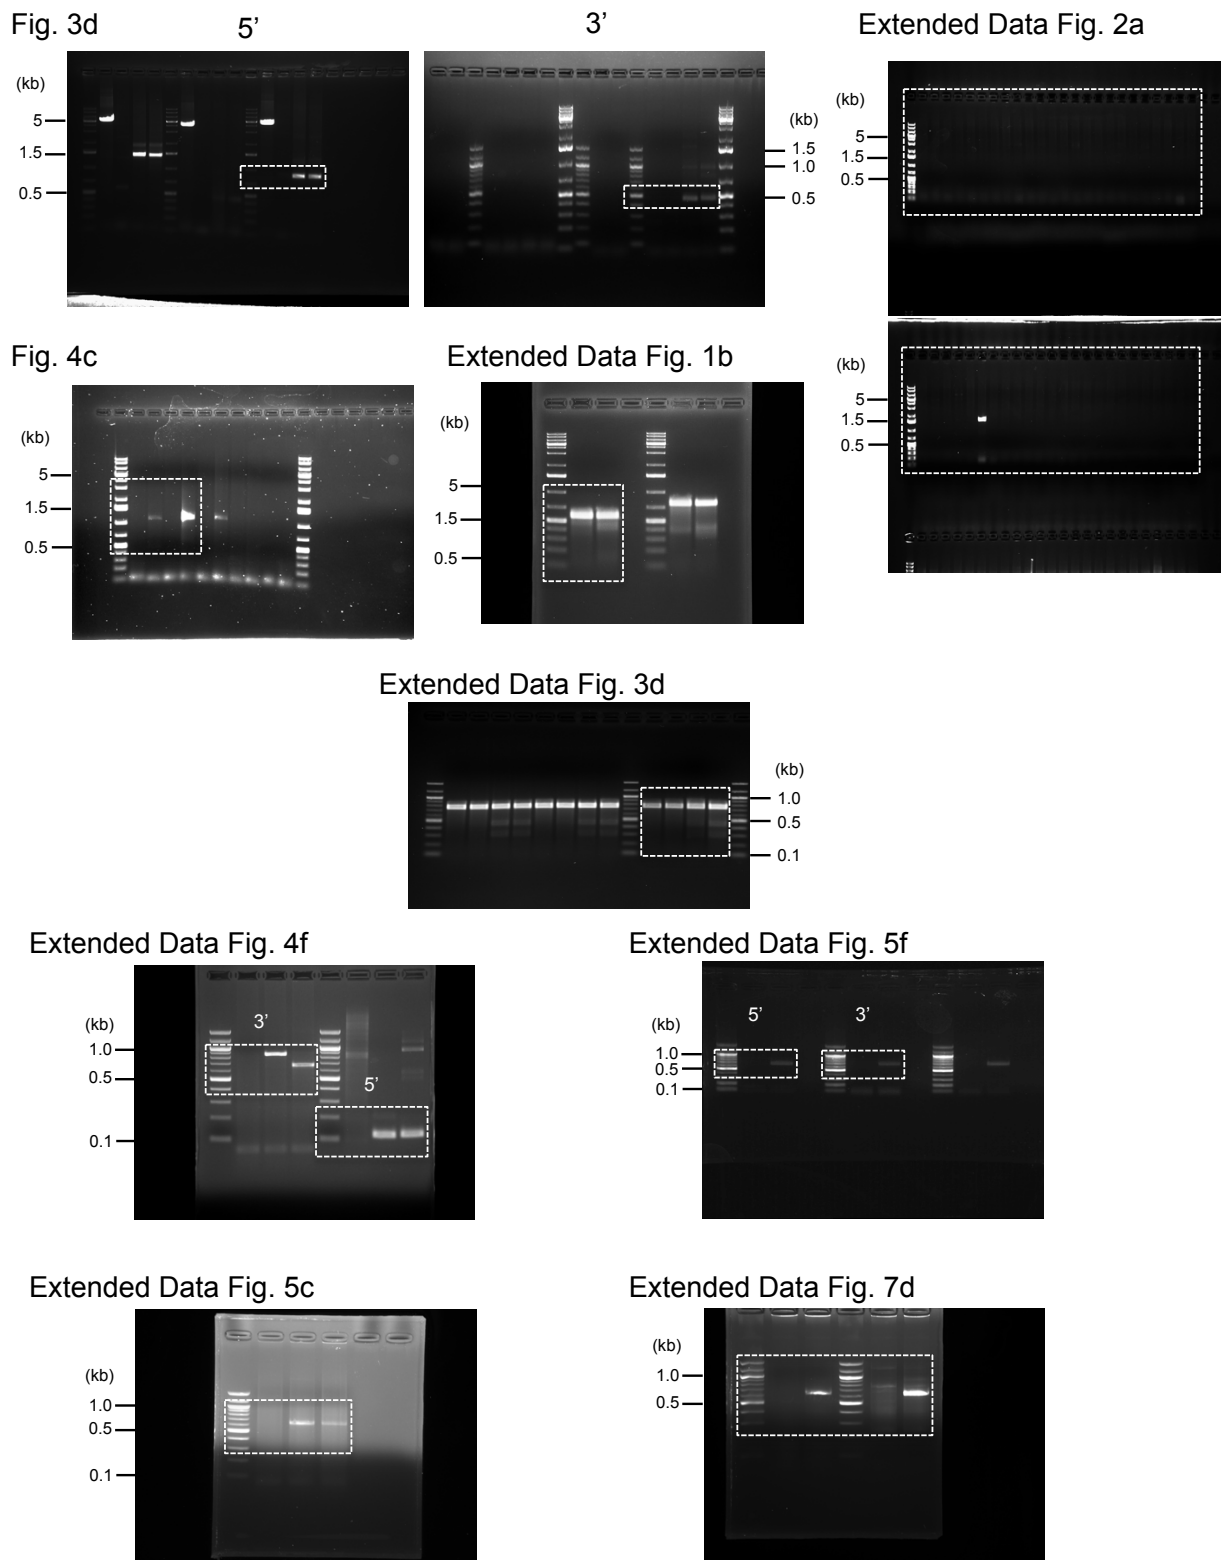 Fig. 3d
5’
3’
Extended Data Fig. 2a
(kb)
5
1.5
0.5
(kb)
1.5
1.0
0.5
(kb)
5
1.5
0.5
(kb)
5
1.5
0.5
Fig. 4c
(kb)
5
1.5
0.5
Extended Data Fig. 1b
(kb)
5
1.5
0.5
Extended Data Fig. 3d
(kb)
1.0
0.5
0.1
Extended Data Fig. 4f
(kb)
1.0
0.5
0.1
3’
5’
Extended Data Fig. 5f
(kb)
1.0
0.5
0.1
5’
3’
Extended Data Fig. 5c
(kb)
1.0
0.5
0.1
Extended Data Fig. 7d
(kb)
1.0
0.5